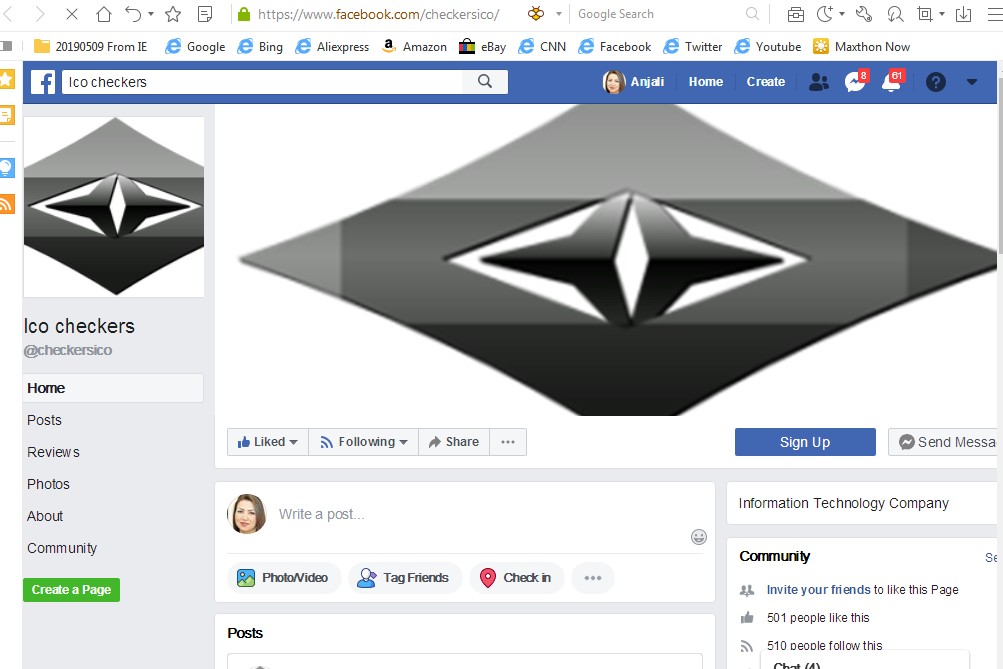 https://www.facebook.com/checkersico/
Google Search
20190509 From IE
Google
Bing
Aliexpress
Amazon
eBay
CNN
Facebook
Twitter
Youtube
Maxthon Now
Ico checkers
Anjali
Home
Create
8
61
Ico checkers
@checkersico
Home
Posts
Reviews
Photos
About
Community
Create a Page
Liked
Following
Share
Sign Up
Send Messa
Write a post...
Photo/Video
Tag Friends
Check in
Posts
Information Technology Company
Community
Se
Invite your friends to like this Page
501 people like this
510 people follow this
Chat (4)